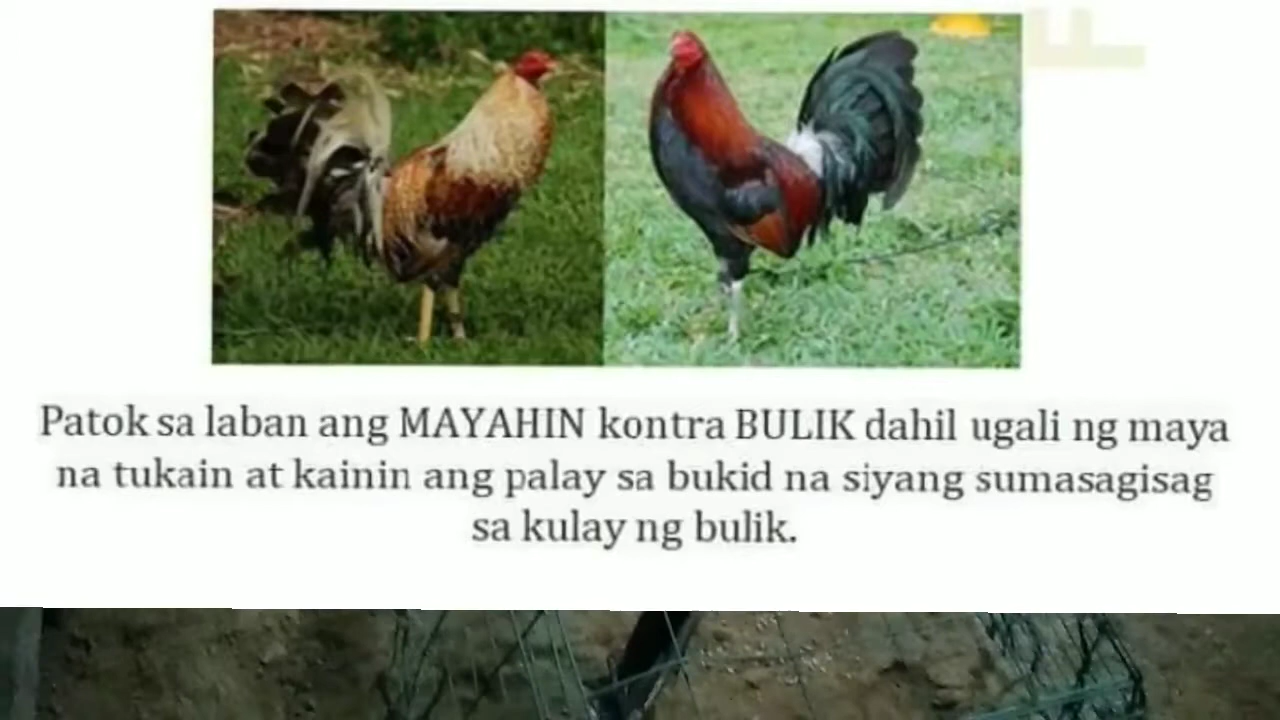 Patok sa laban ang MAYAHIN kontra BULIK dahil ugali ng maya
na tukain at kainin ang palay sa bukid na siyang sumasagisag
sa kulay ng bulik.